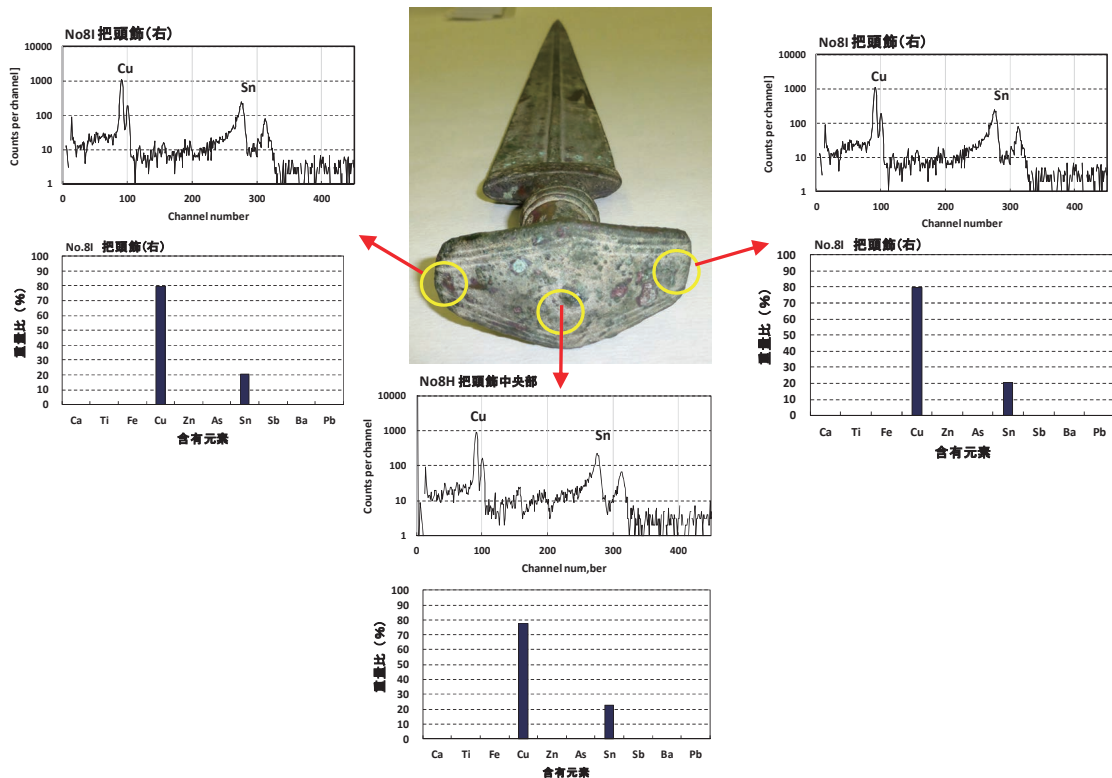 No8I 把頭飾(右)
10000
1000
100
10
1
Counts per channel]
Cu
Sn
0 100 200 300 400
Channel number
No.8I 把頭飾(右)
100
90
80
70
60
50
40
30
20
10
0
重量比（%）
Ca Ti Fe Cu Zn As Sn Sb Ba Pb
含有元素
No8H 把頭飾中央部
10000
1000
100
10
1
Counts per channel
Cu
Sn
0 100 200 300 400
Channel num,ber
100
90
80
70
60
50
40
30
20
10
0
重量比（%）
Ca Ti Fe Cu Zn As Sn Sb Ba Pb
含有元素
No8I 把頭飾(右)
10000
1000
100
10
1
Counts per channel]
Cu
Sn
0 100 200 300 400
Channel number
No.8I 把頭飾(右)
100
90
80
70
60
50
40
30
20
10
0
重量比（%）
Ca Ti Fe Cu Zn As Sn Sb Ba Pb
含有元素